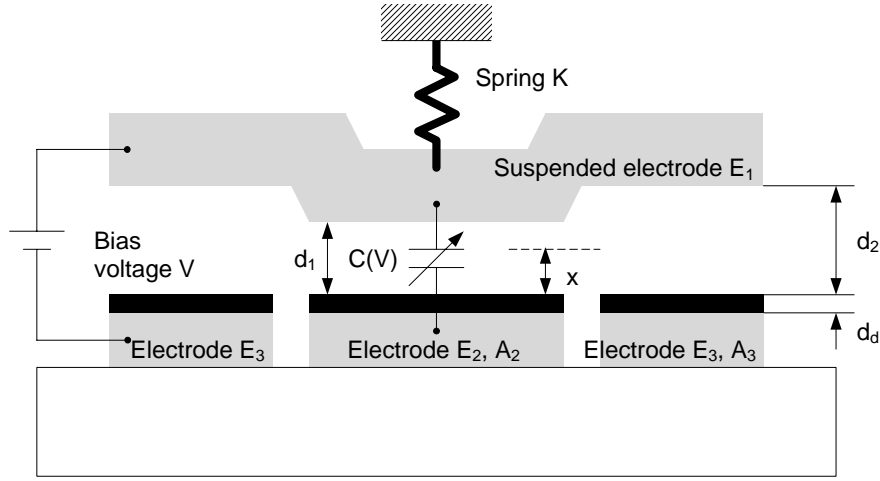 Spring K
Suspended electrode E₁
Bias
voltage V
d₁
C(V)
x
d₂
Electrode E₃
Electrode E₂, A₂
Electrode E₃, A₃
d_d